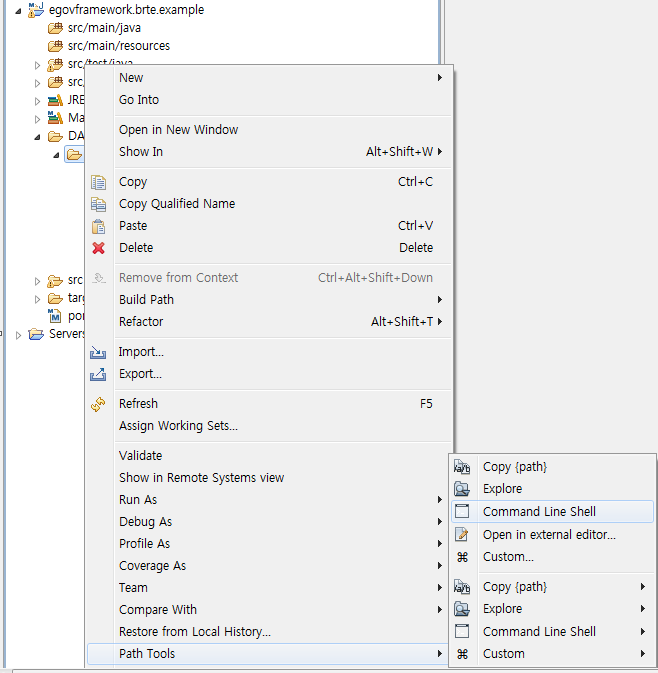 egovframework.brte.example
src/main/java
src/main/resources
src/test/java
src/
JRE
Ma
DA
src
targ
pom
Servers
New
Go Into
Open in New Window
Show In Alt+Shift+W
Copy Ctrl+C
Copy Qualified Name
Paste Ctrl+V
Delete Delete
Remove from Context Ctrl+Alt+Shift+Down
Build Path
Refactor Alt+Shift+T
Import...
Export...
Refresh F5
Assign Working Sets...
Validate
Show in Remote Systems view
Run As
Debug As
Profile As
Coverage As
Team
Compare With
Restore from Local History...
Path Tools
Copy {path}
Explore
Command Line Shell
Open in external editor...
Custom...
Copy {path}
Explore
Command Line Shell
Custom